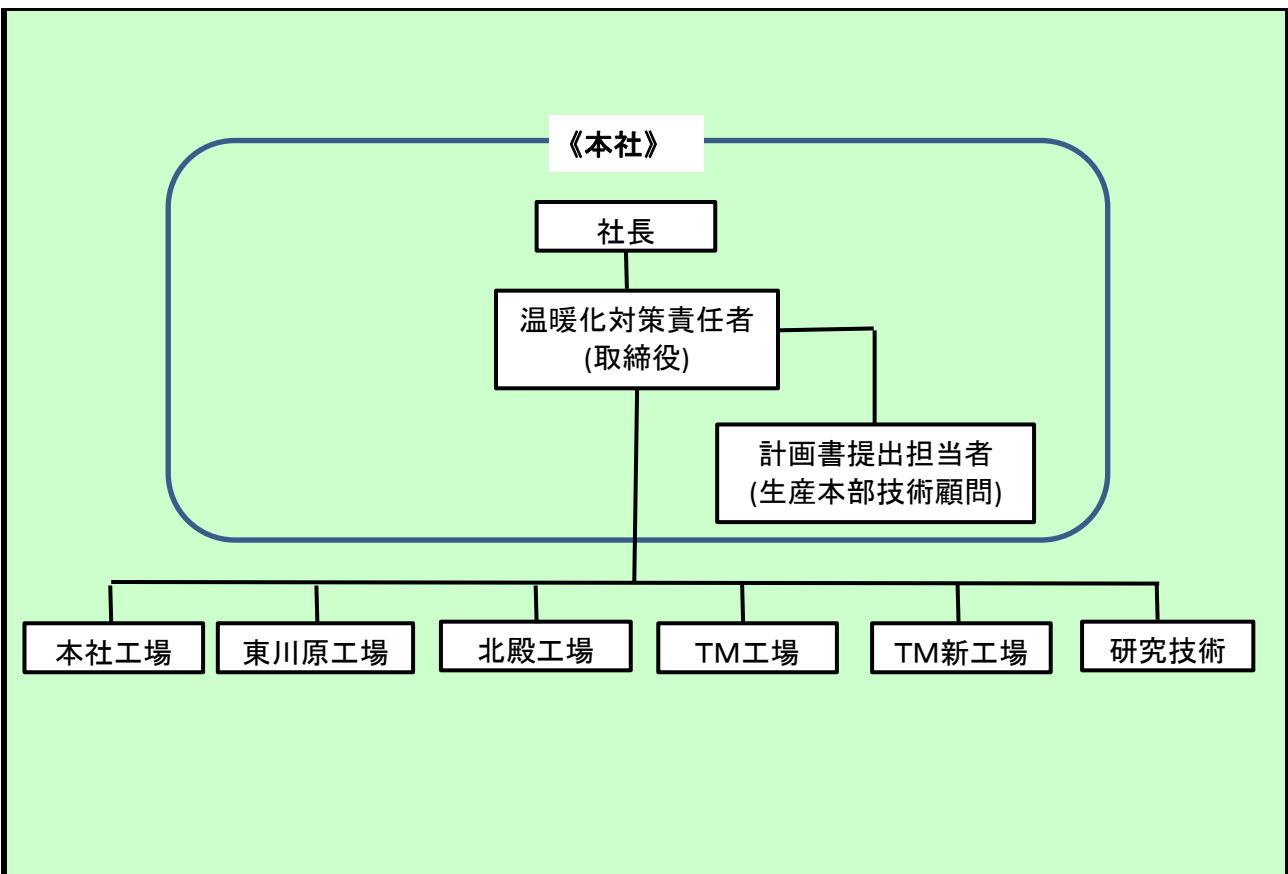 《本社》
社長
温暖化対策責任者
(取締役)
計画書提出担当者
(生産本部技術顧問)
本社工場
東川原工場
北殿工場
TM工場
TM新工場
研究技術